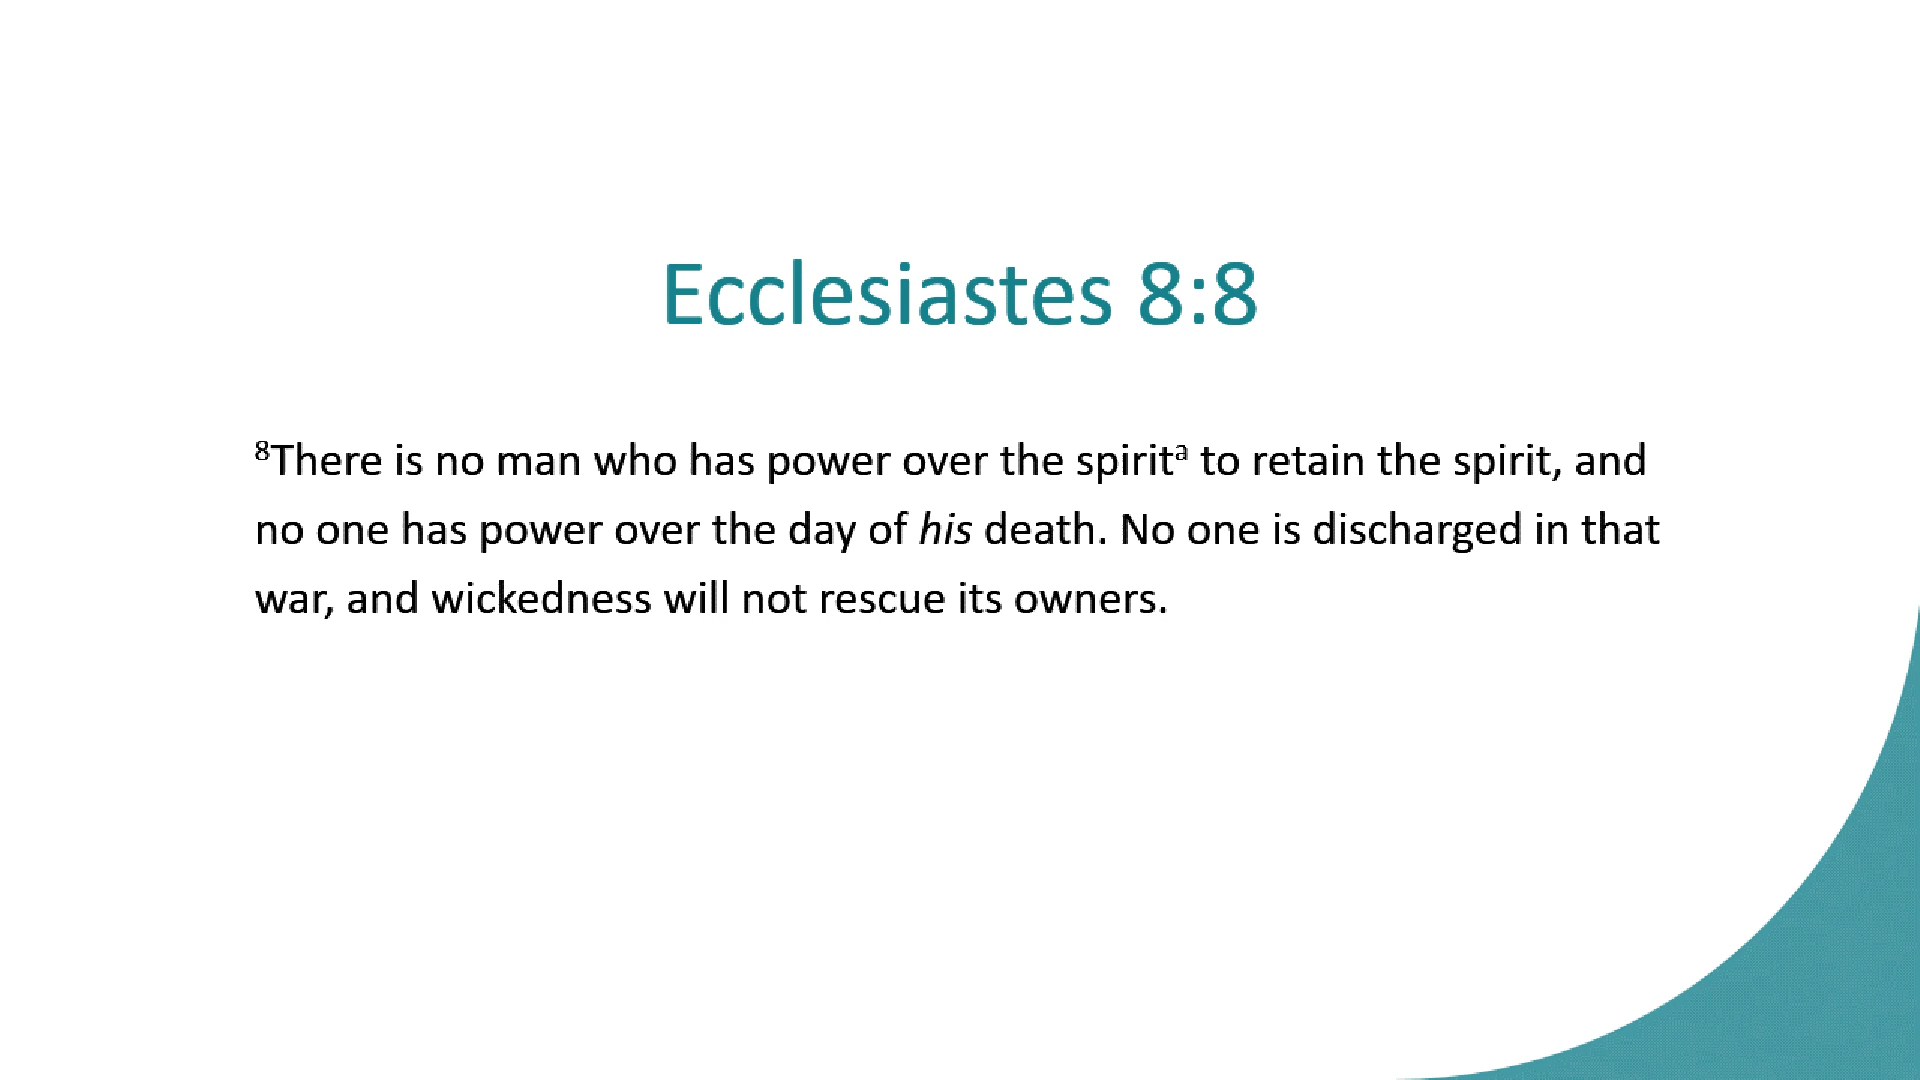 Ecclesiastes 8:8
⁸There is no man who has power over the spiritᵃ to retain the spirit, and
no one has power over the day of his death. No one is discharged in that
war, and wickedness will not rescue its owners.